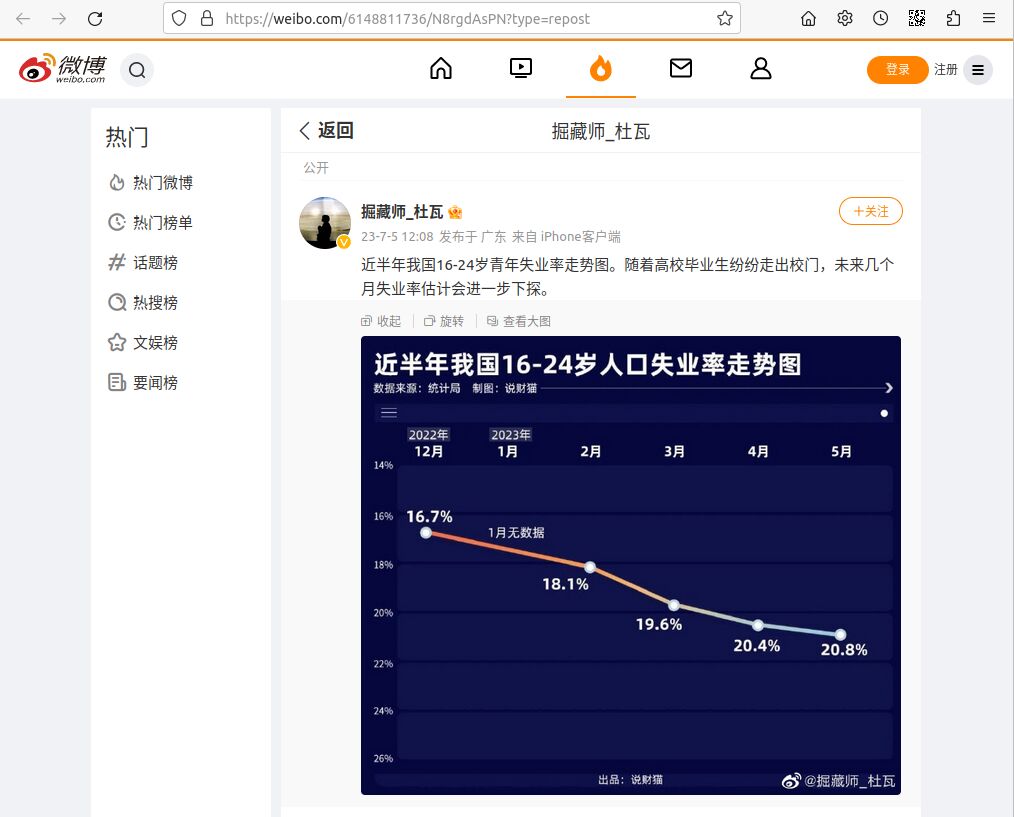 https://weibo.com/6148811736/N8rgdAsPN?type=repost
微博
weibo.com
登录
注册
热门
热门微博
热门榜单
话题榜
热搜榜
文娱榜
要闻榜
返回
掘藏师_杜瓦
公开
掘藏师_杜瓦
+关注
23-7-5 12:08 发布于 广东 来自 iPhone客户端
近半年我国16-24岁青年失业率走势图。随着高校毕业生纷纷走出校门，未来几个
月失业率估计会进一步下探。
收起
旋转
查看大图
近半年我国16-24岁人口失业率走势图
数据来源：统计局 制图：说财猫
2022年
12月
2023年
1月
2月
3月
4月
5月
14%
16%
18%
20%
22%
24%
26%
16.7%
1月无数据
18.1%
19.6%
20.4%
20.8%
出品：说财猫
@掘藏师_杜瓦